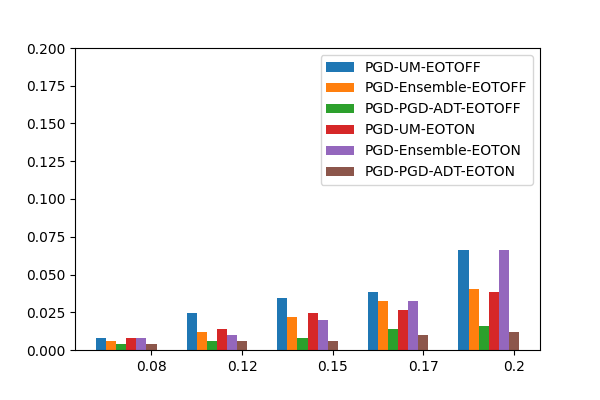 0.200
0.175
0.150
0.125
0.100
0.075
0.050
0.025
0.000
PGD-UM-EOTOFF
PGD-Ensemble-EOTOFF
PGD-PGD-ADT-EOTOFF
PGD-UM-EOTON
PGD-Ensemble-EOTON
PGD-PGD-ADT-EOTON
0.08 0.12 0.15 0.17 0.2